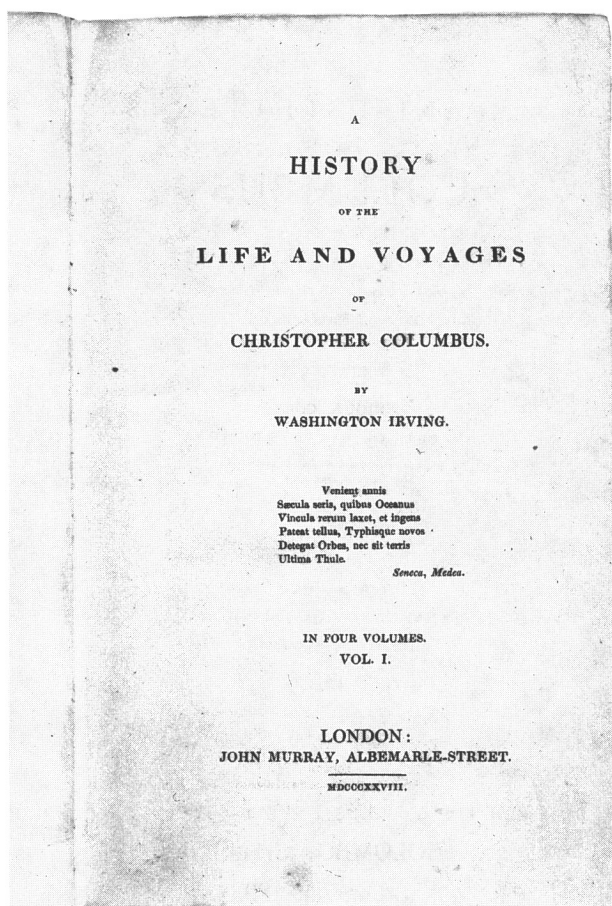 A
HISTORY
OF THE
LIFE AND VOYAGES
OF
CHRISTOPHER COLUMBUS.
BY
WASHINGTON IRVING.
Venient annis
Sæcula seris, quibus Oceanus
Vincula rerum laxet, et ingens
Pateat tellus, Typhisque novos
Detegat Orbes, nec sit terris
Ultima Thule.
Seneca, Medea.
IN FOUR VOLUMES.
VOL. I.
LONDON:
JOHN MURRAY, ALBEMARLE-STREET.
MDCCCXXVIII.